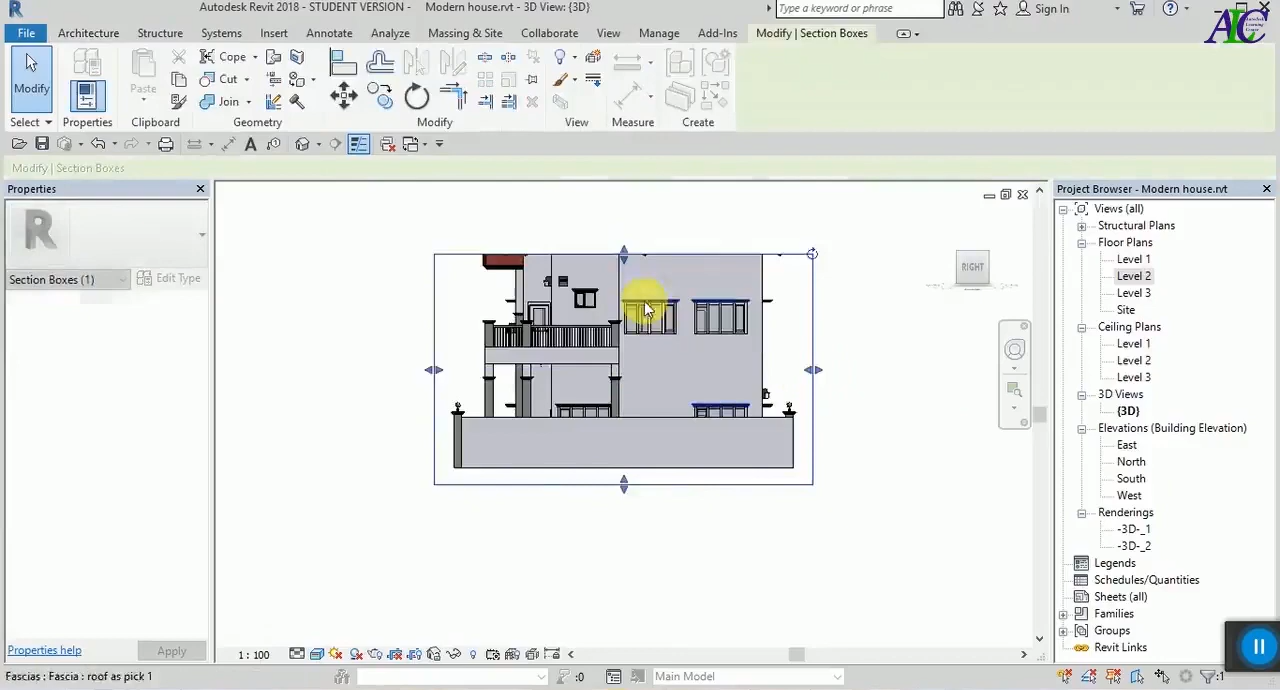 Autodesk Revit 2018 - STUDENT VERSION - Modern house.rvt - 3D View: {3D}
Type a keyword or phrase
Sign In
ALC
File Architecture Structure Systems Insert Annotate Analyze Massing & Site Collaborate View Manage Add-Ins Modify | Section Boxes
Modify
Paste
Cope
Cut
Join
Select Properties Clipboard Geometry Modify View Measure Create
Modify | Section Boxes
Properties
Project Browser - Modern house.rvt
R
Section Boxes (1)
Edit Type
RIGHT
Views (all)
Structural Plans
Floor Plans
Level 1
Level 2
Level 3
Site
Ceiling Plans
Level 1
Level 2
Level 3
3D Views
{3D}
Elevations (Building Elevation)
East
North
South
West
Renderings
-3D-_1
-3D-_2
Legends
Schedules/Quantities
Sheets (all)
Families
Groups
Revit Links
Properties help
Apply
1 : 100
Fascias : Fascia : roof as pick 1
:0
Main Model
:1